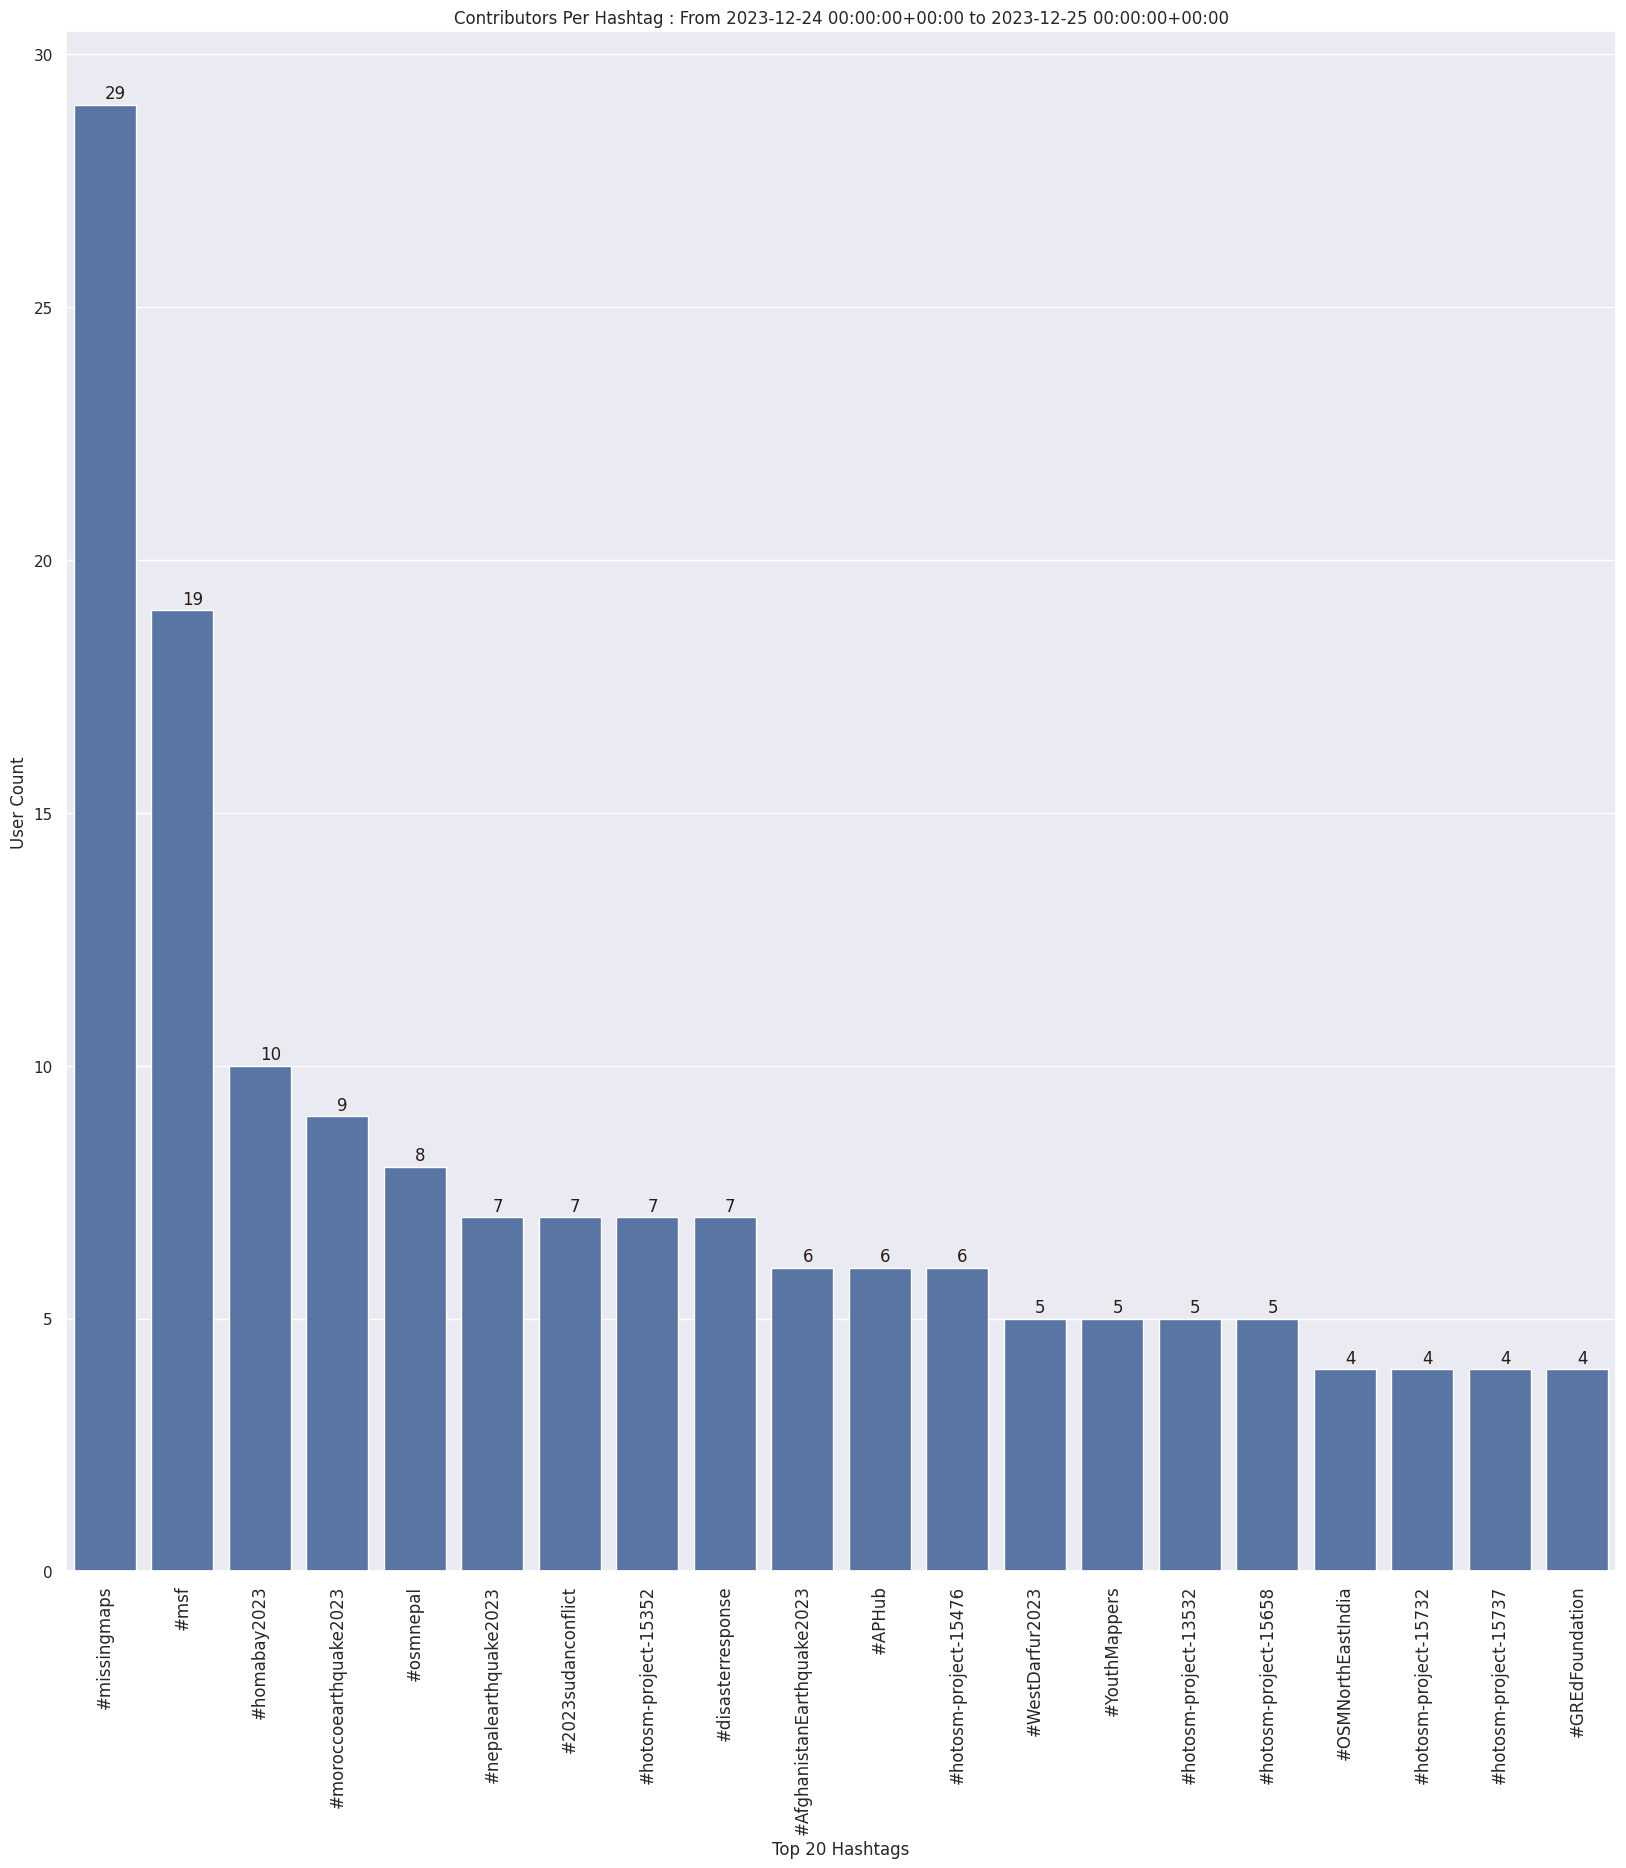 Contributors Per Hashtag : From 2023-12-24 00:00:00+00:00 to 2023-12-25 00:00:00+00:00
User Count
30
25
20
15
10
5
0
29
19
10
9
8
7
7
7
7
6
6
6
5
5
5
5
4
4
4
4
#missingmaps
#msf
#homabay2023
#moroccoearthquake2023
#osmnepal
#nepalearthquake2023
#2023sudanconflict
#hotosm-project-15352
#disasterresponse
#AfghanistanEarthquake2023
#APHub
#hotosm-project-15476
#WestDarfur2023
#YouthMappers
#hotosm-project-13532
#hotosm-project-15658
#OSMNorthEastIndia
#hotosm-project-15732
#hotosm-project-15737
#GREdFoundation
Top 20 Hashtags